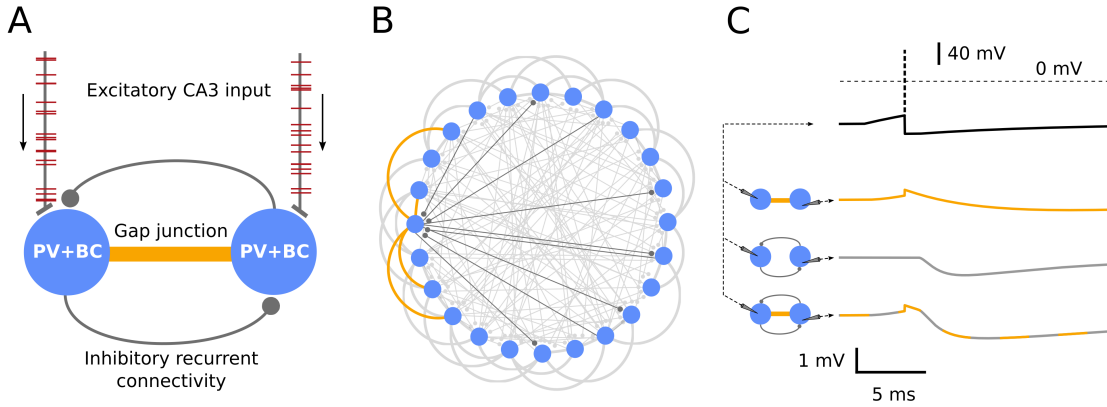 A
B
C
Excitatory CA3 input
Gap junction
PV+BC
PV+BC
Inhibitory recurrent
connectivity
40 mV
0 mV
1 mV
5 ms